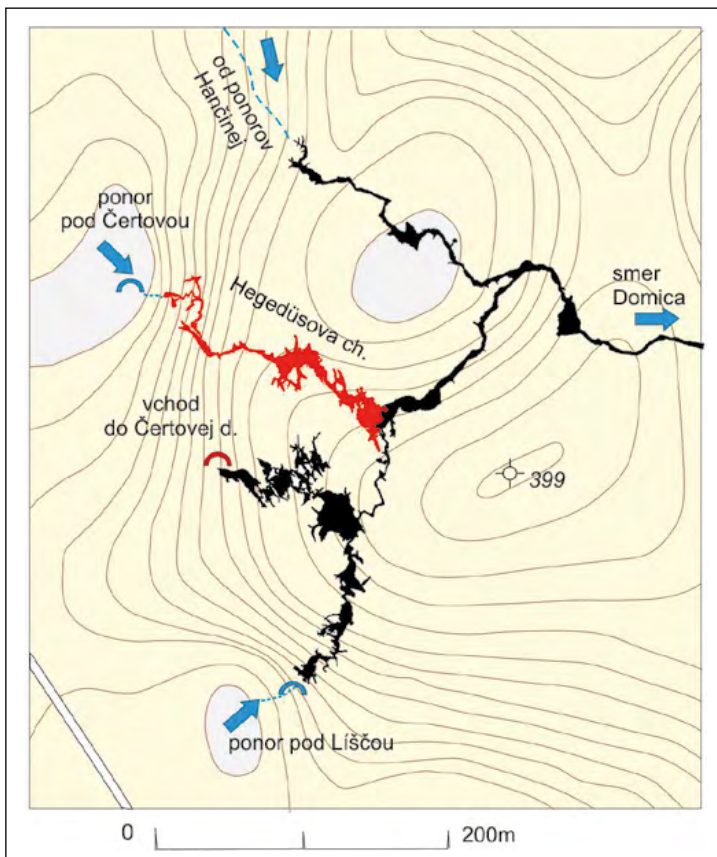 od ponorov
Hančinej
ponor
pod Čertovou
smer
Domica
Hegedüsova ch.
vchod
do Čertovej d.
399
ponor pod Líščou
0
200m